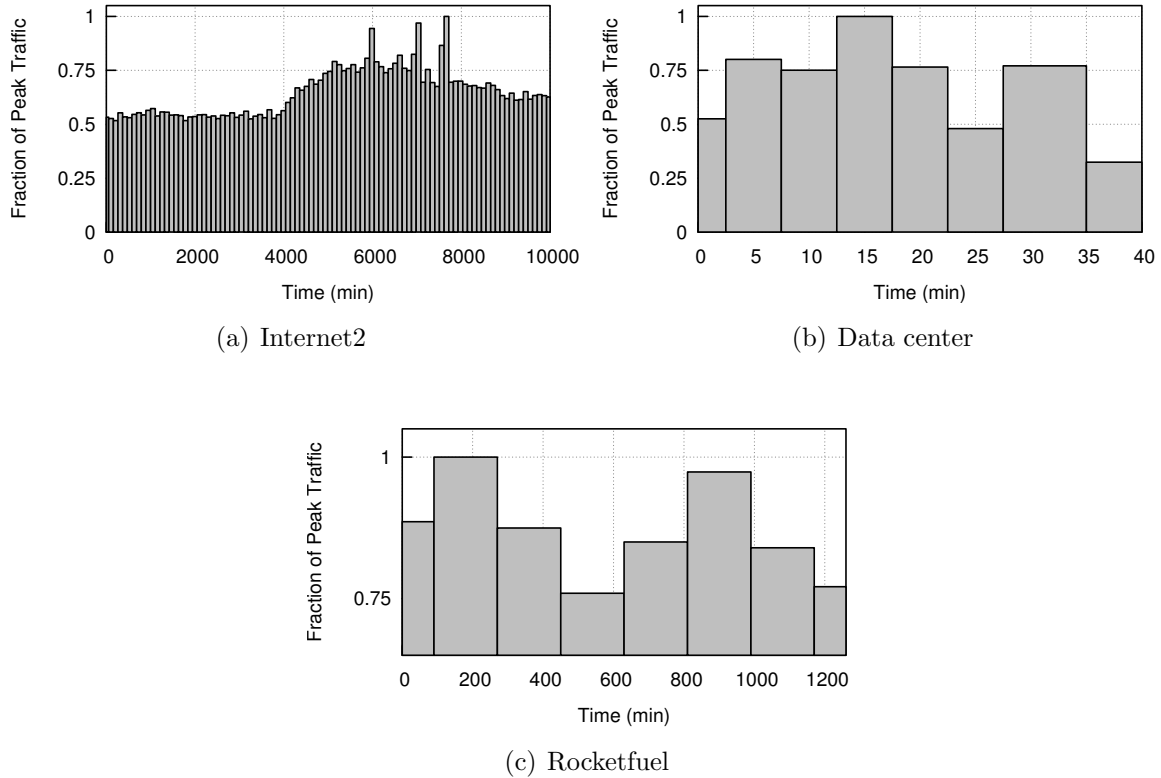 1
0.75
0.5
0.25
0
Fraction of Peak Traffic
0 2000 4000 6000 8000 10000
Time (min)
(a) Internet2
1
0.75
0.5
0.25
0
Fraction of Peak Traffic
0 5 10 15 20 25 30 35 40
Time (min)
(b) Data center
1
0.75
Fraction of Peak Traffic
0 200 400 600 800 1000 1200
Time (min)
(c) Rocketfuel